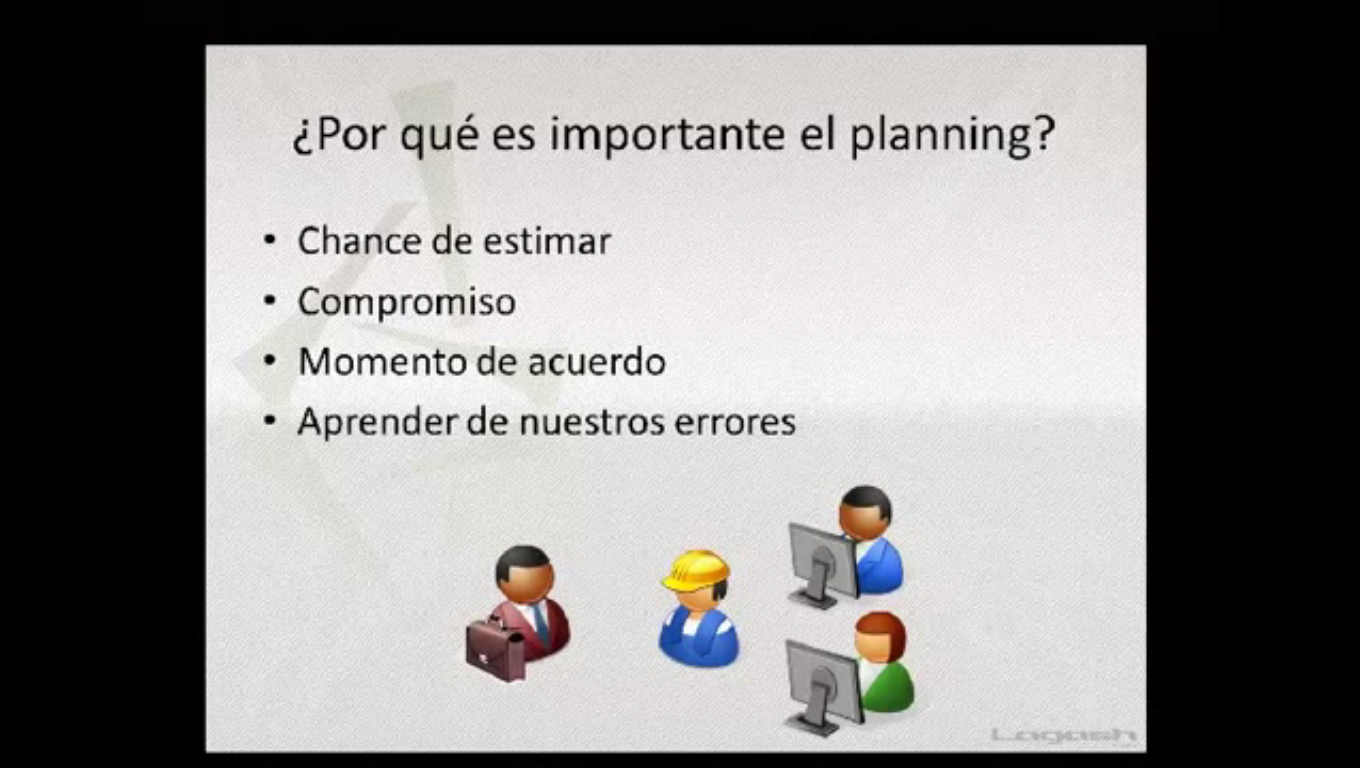 ¿Por qué es importante el planning?
• Chance de estimar
• Compromiso
• Momento de acuerdo
• Aprender de nuestros errores
Lagash